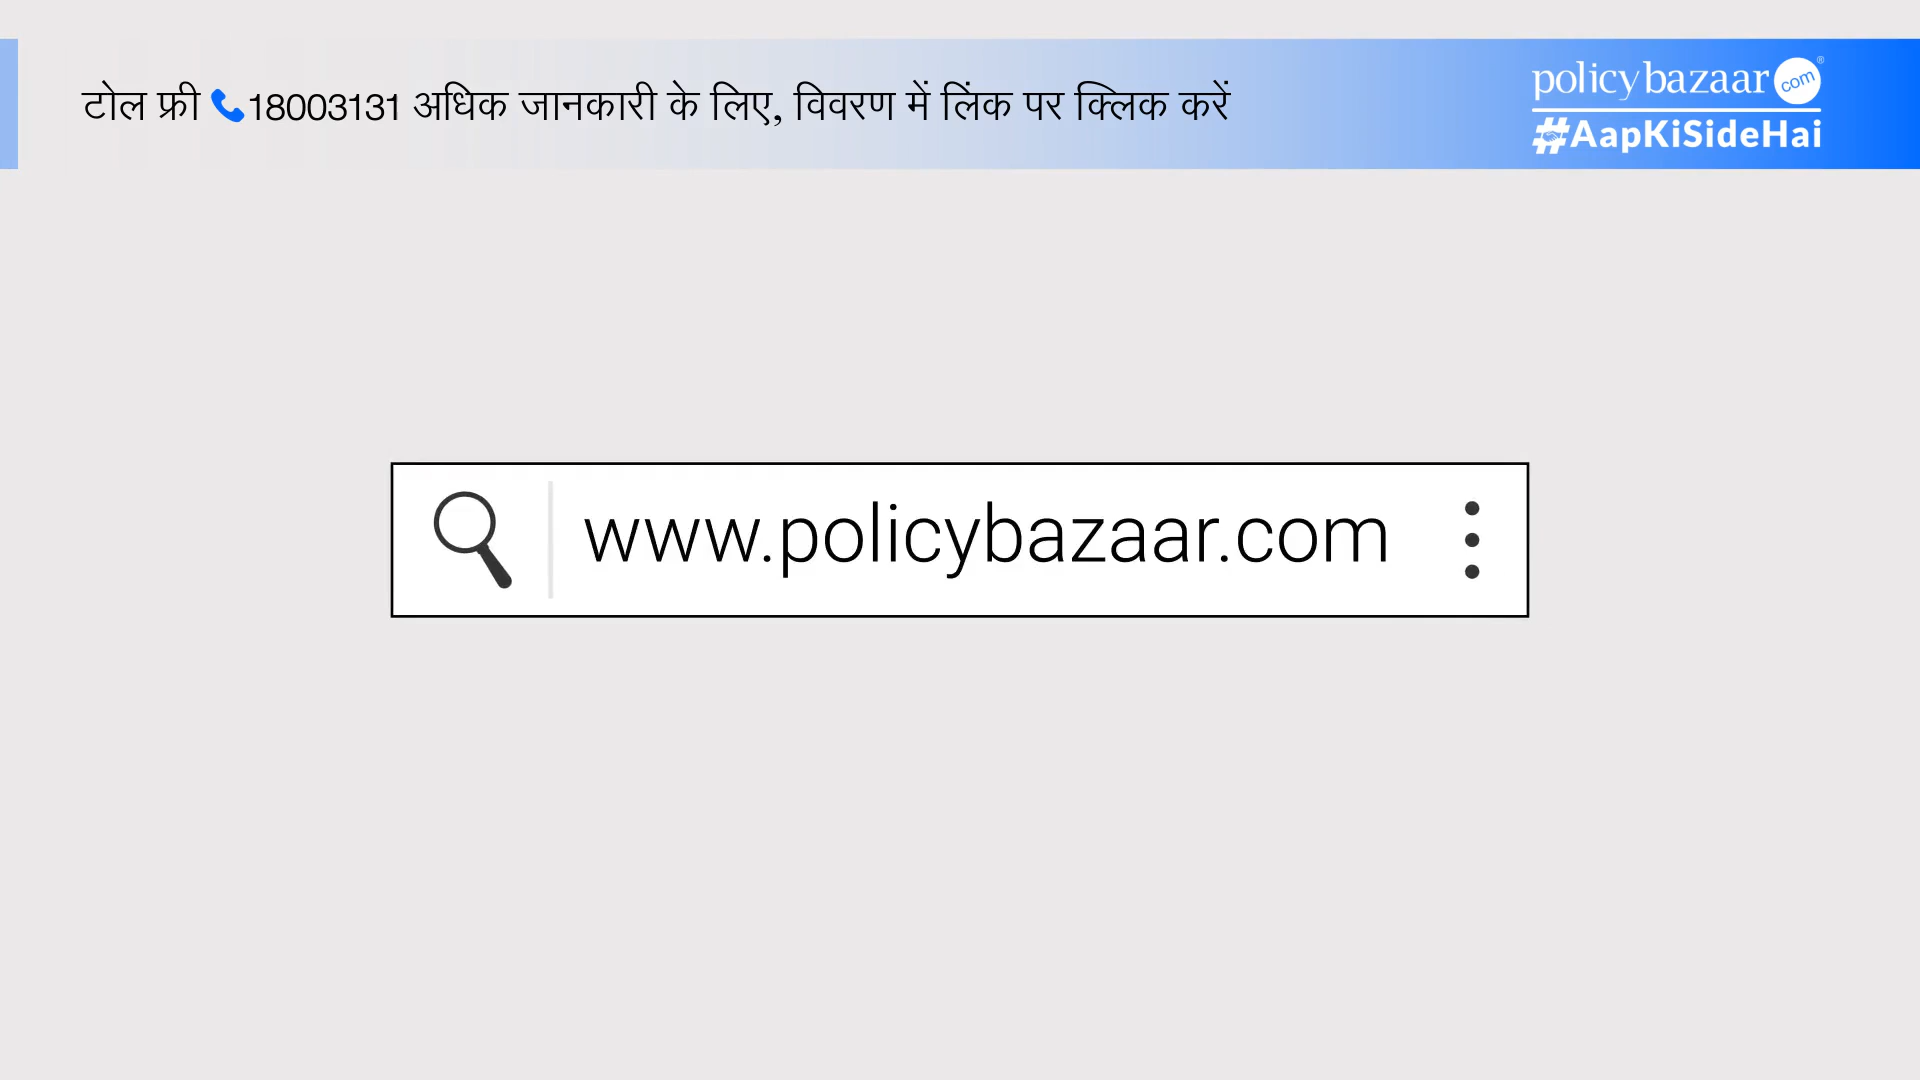 टोल फ्री 18003131 अधिक जानकारी के लिए, विवरण में लिंक पर क्लिक करें
policybazaar com®
#AapKiSideHai
www.policybazaar.com